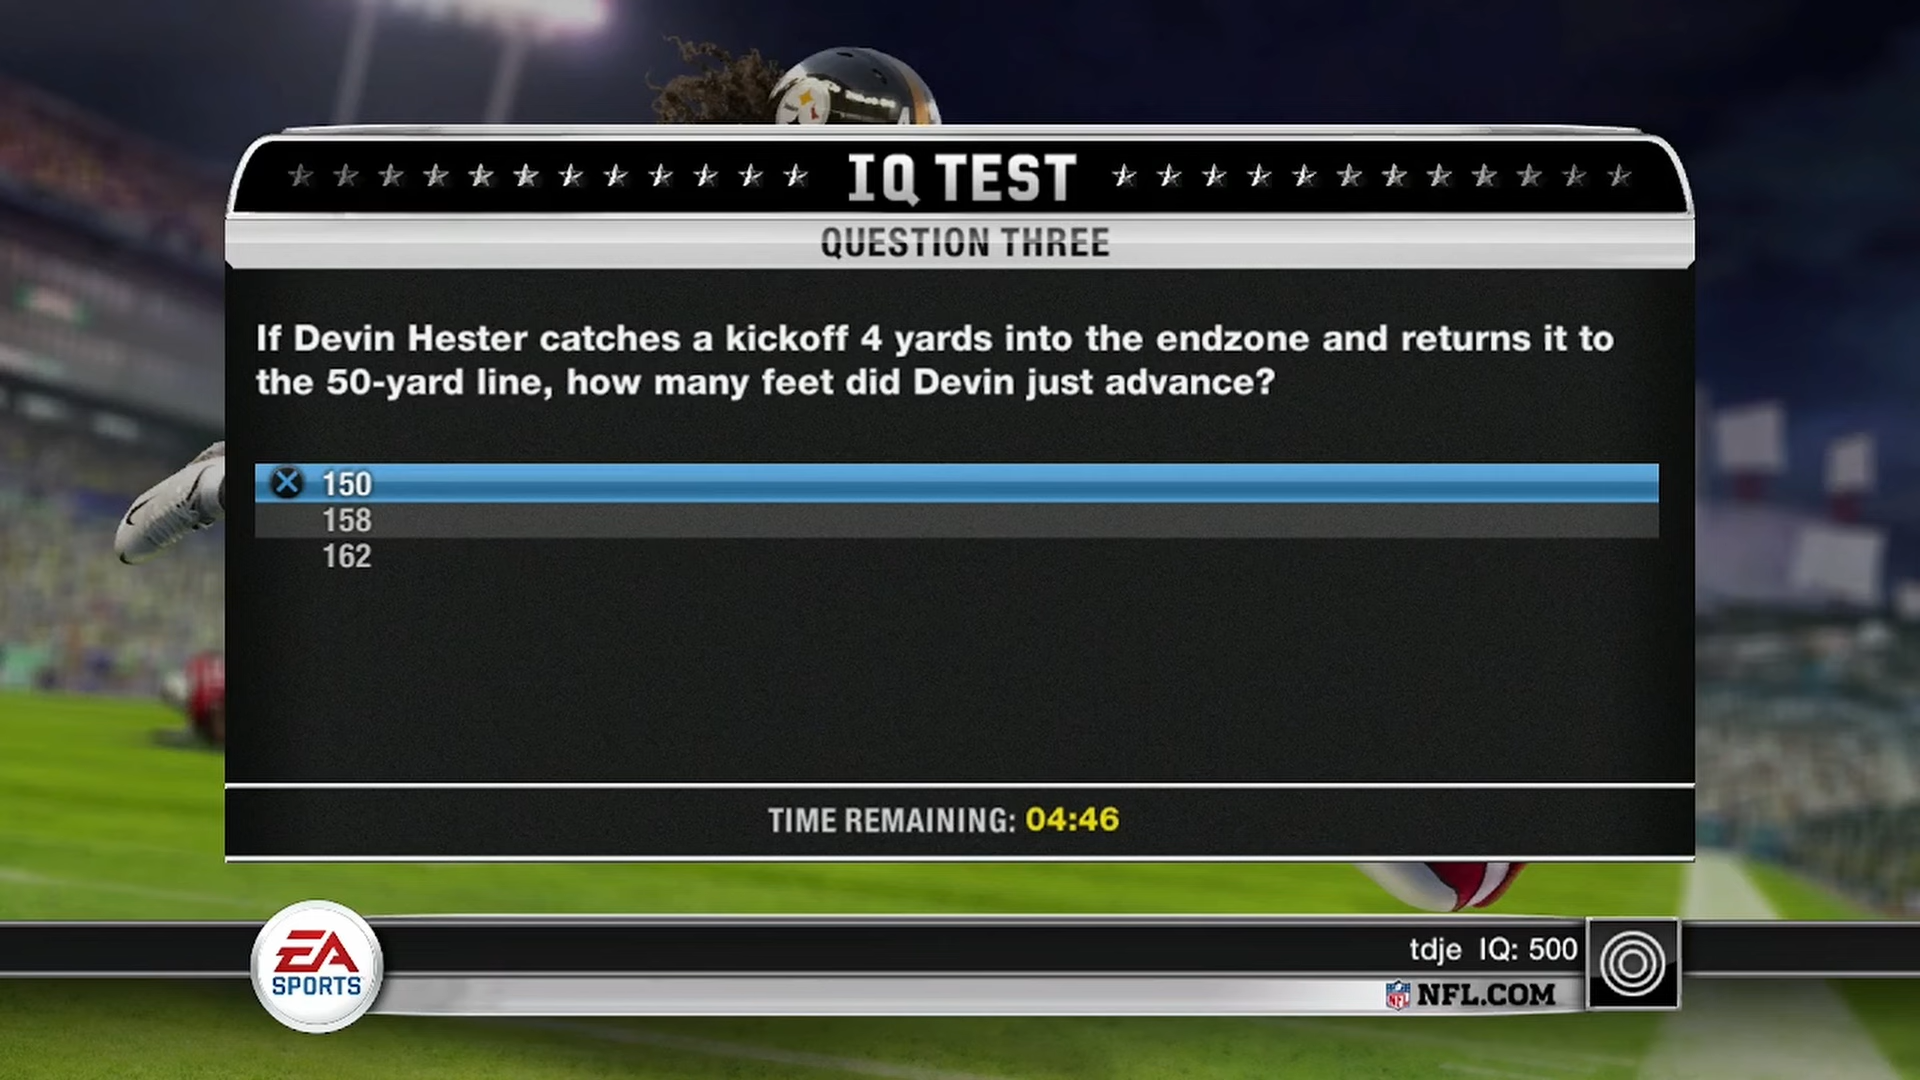 IQ TEST
QUESTION THREE
If Devin Hester catches a kickoff 4 yards into the endzone and returns it to
the 50-yard line, how many feet did Devin just advance?
150
158
162
TIME REMAINING: 04:46
EA
SPORTS
tdje IQ: 500
NFL NFL.COM